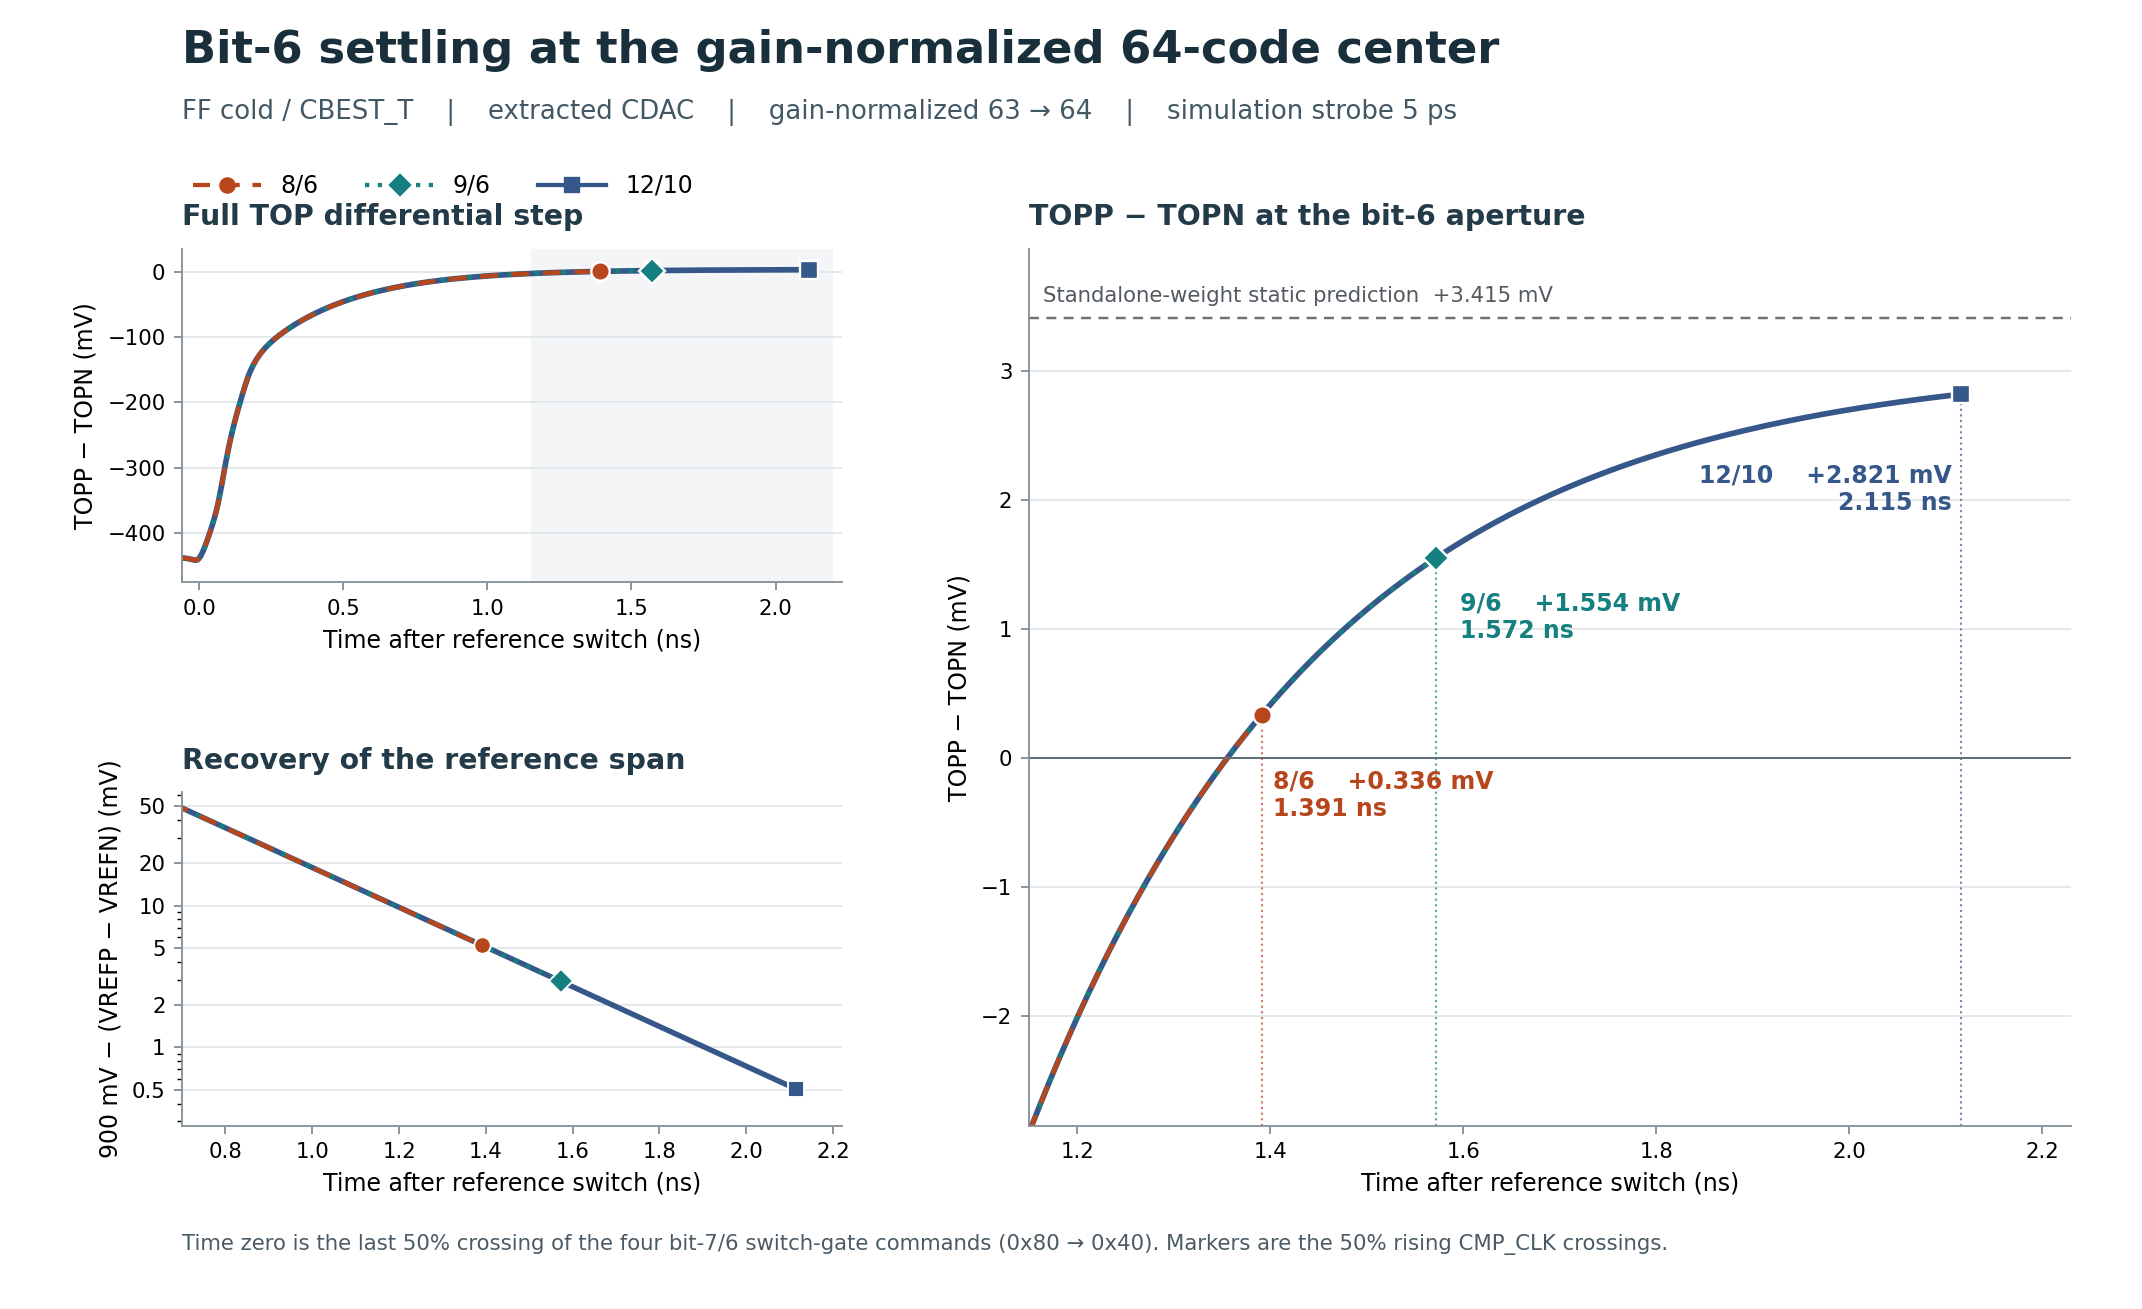 Bit-6 settling at the gain-normalized 64-code center
FF cold / CBEST_T | extracted CDAC | gain-normalized 63 → 64 | simulation strobe 5 ps
8/6 9/6 12/10
Full TOP differential step
TOPP − TOPN (mV)
0
−100
−200
−300
−400
0.0 0.5 1.0 1.5 2.0
Time after reference switch (ns)
Recovery of the reference span
900 mV − (VREFP − VREFN) (mV)
50
20
10
5
2
1
0.5
0.8 1.0 1.2 1.4 1.6 1.8 2.0 2.2
Time after reference switch (ns)
TOPP − TOPN at the bit-6 aperture
TOPP − TOPN (mV)
Standalone-weight static prediction +3.415 mV
3
2
1
0
−1
−2
12/10 +2.821 mV
2.115 ns
9/6 +1.554 mV
1.572 ns
8/6 +0.336 mV
1.391 ns
1.2 1.4 1.6 1.8 2.0 2.2
Time after reference switch (ns)
Time zero is the last 50% crossing of the four bit-7/6 switch-gate commands (0x80 → 0x40). Markers are the 50% rising CMP_CLK crossings.